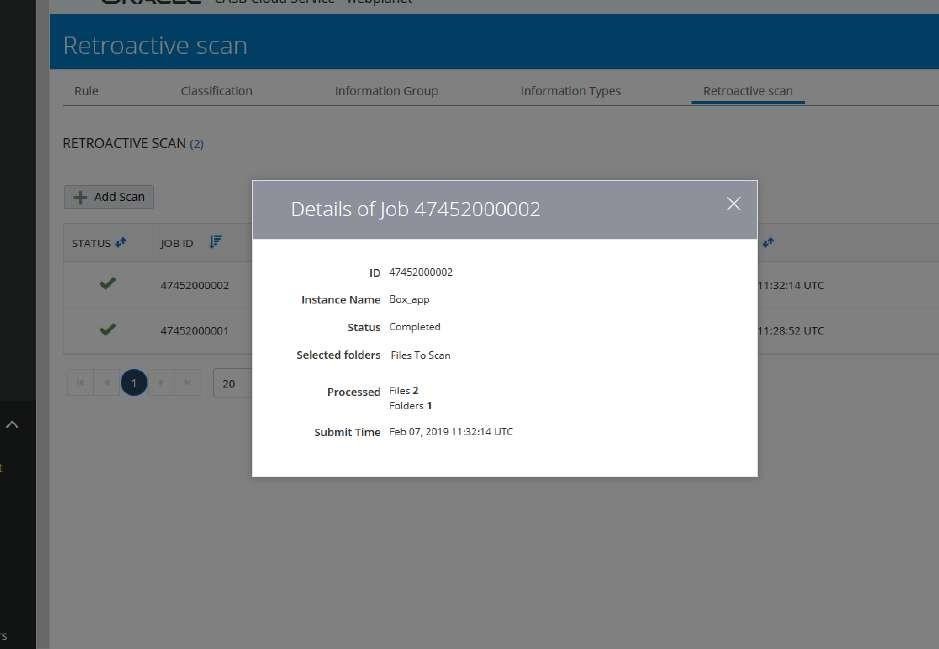 ORACLE CASB Cloud Service - webplanet
Retroactive scan
Rule Classification Information Group Information Types Retroactive scan
RETROACTIVE SCAN (2)
Add Scan
Details of Job 47452000002
STATUS JOB ID
ID 47452000002
47452000002 11:32:14 UTC
Instance Name Box_app
Status Completed
47452000001 11:28:52 UTC
Selected folders Files To Scan
1 20
Processed Files 2
Folders 1
Submit Time Feb 07, 2019 11:32:14 UTC